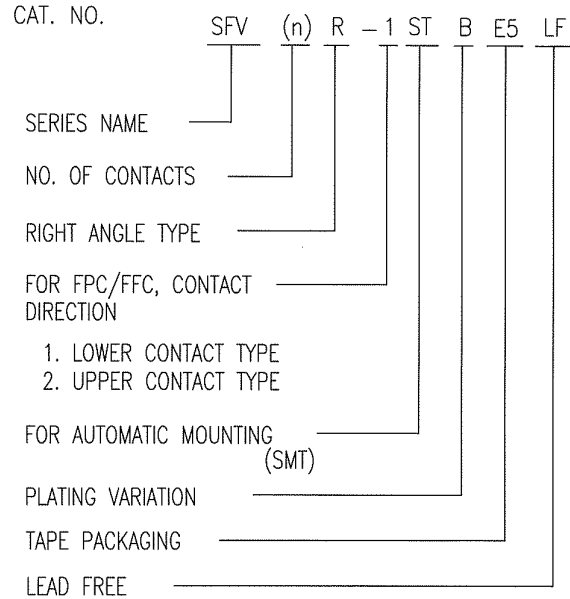 CAT. NO.
SFV (n) R - 1 ST B E5 LF
SERIES NAME
NO. OF CONTACTS
RIGHT ANGLE TYPE
FOR FPC/FFC, CONTACT
DIRECTION
1. LOWER CONTACT TYPE
2. UPPER CONTACT TYPE
FOR AUTOMATIC MOUNTING
(SMT)
PLATING VARIATION
TAPE PACKAGING
LEAD FREE